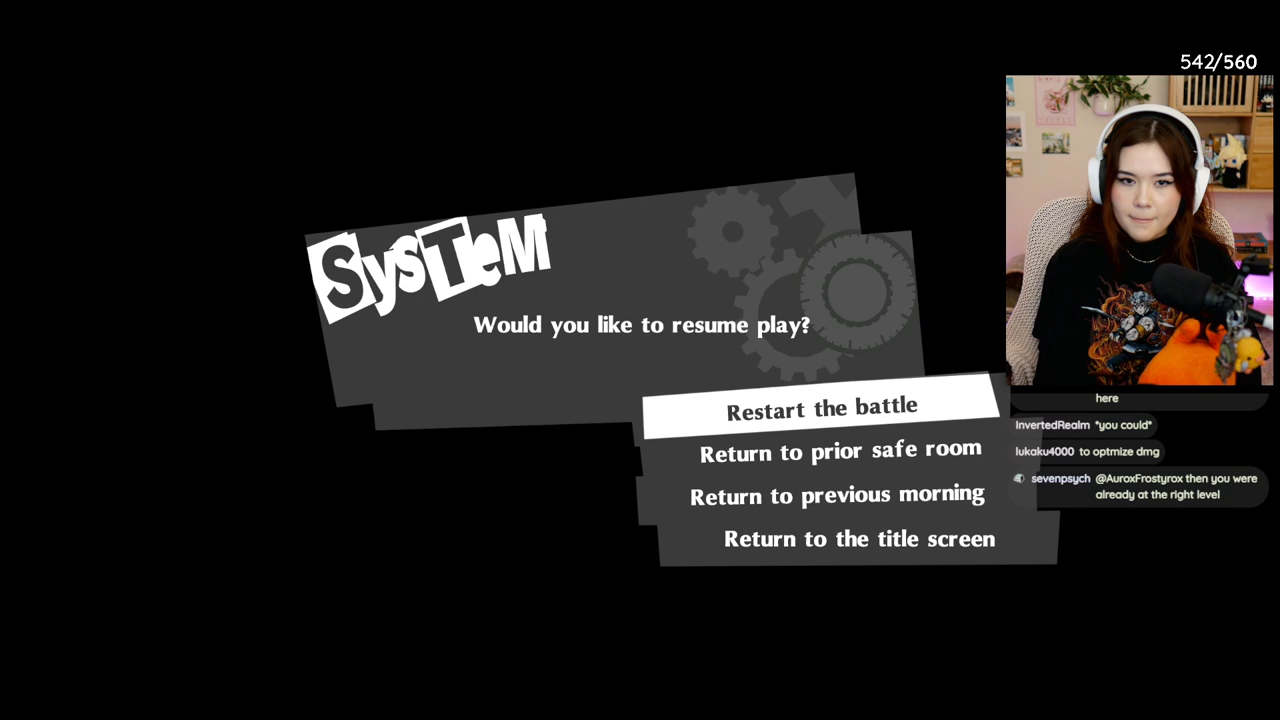 542/560
SysTeM
Would you like to resume play?
Restart the battle
Return to prior safe room
Return to previous morning
Return to the title screen
here
InvertedRealm *you could*
lukaku4000 to optmize dmg
sevenpsych @AuroxFrostyrox then you were
already at the right level